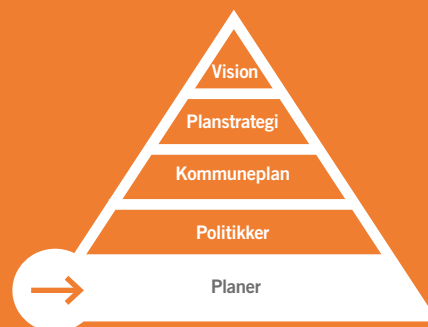 Vision
Planstrategi
Kommuneplan
Politikker
Planer